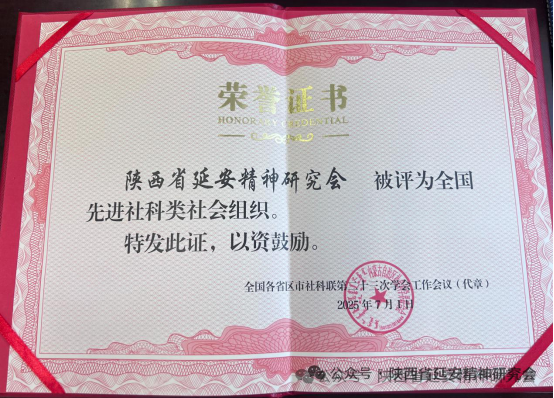 荣誉证书
HONORARY CREDENTIAL
陕西省延安精神研究会 被评为全国
先进社科类社会组织。
特发此证，以资鼓励。
全国各省区市社科联第二十三次学会工作会议（代章）
2025年7月1日
公众号：陕西省延安精神研究会